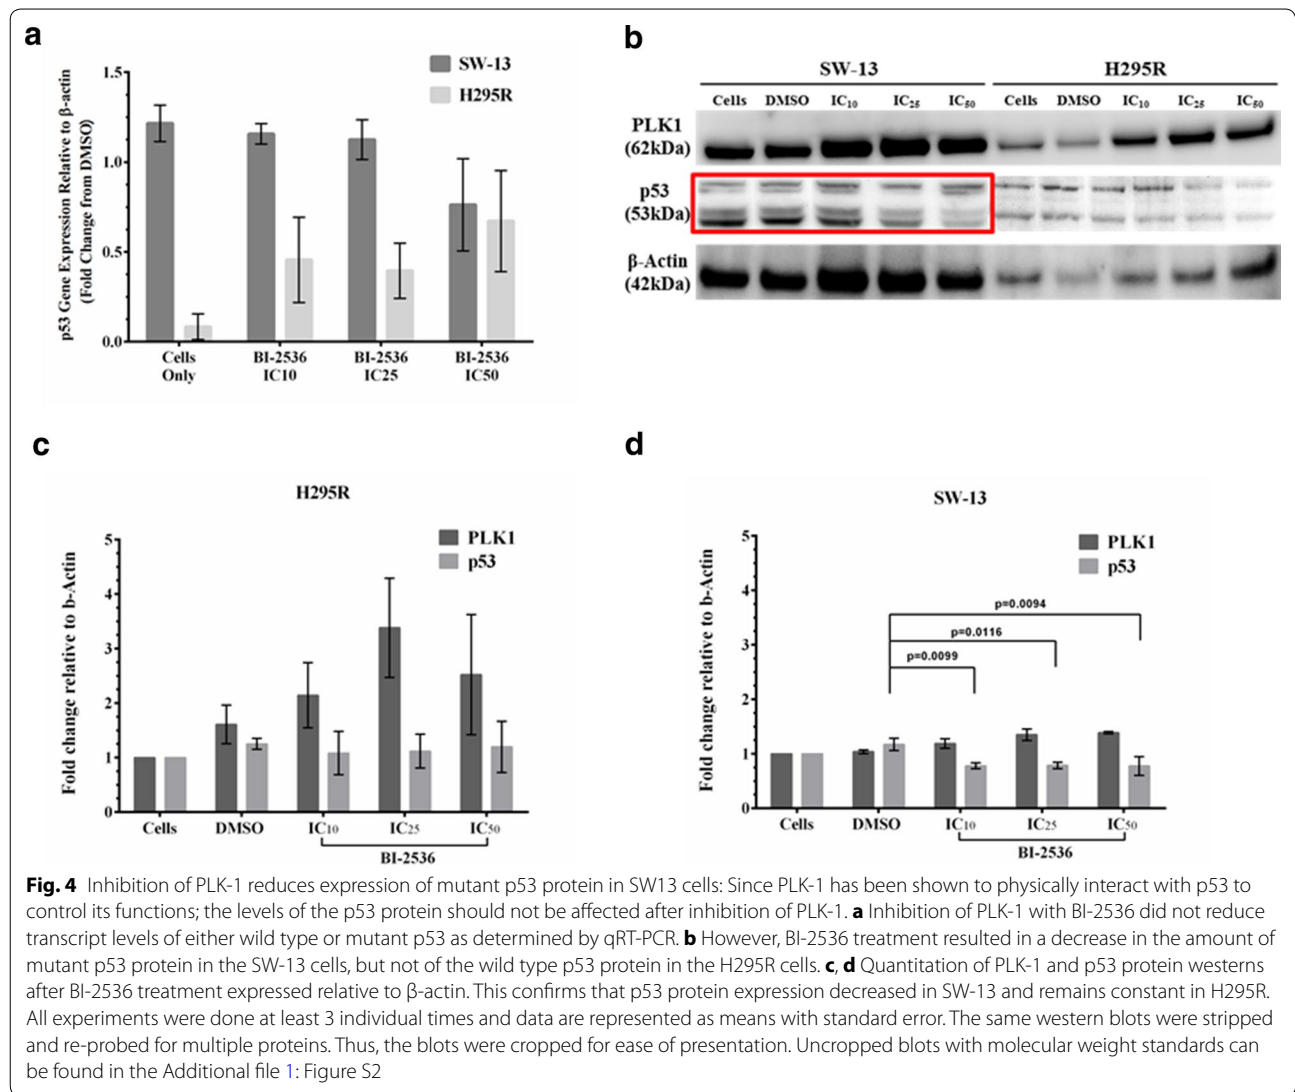 a
SW-13
H295R
p53 Gene Expression Relative to β-actin
(Fold Change from DMSO)
1.5
1.0
0.5
0.0
Cells Only
BI-2536 IC10
BI-2536 IC25
BI-2536 IC50
b
SW-13 H295R
Cells DMSO IC10 IC25 IC50 Cells DMSO IC10 IC25 IC50
PLK1
(62kDa)
p53
(53kDa)
β-Actin
(42kDa)
c
H295R
PLK1
p53
Fold change relative to b-Actin
5
4
3
2
1
0
Cells DMSO IC10 IC25 IC50
BI-2536
d
SW-13
PLK1
p53
Fold change relative to b-Actin
5
4
3
2
1
0
p=0.0094
p=0.0116
p=0.0099
Cells DMSO IC10 IC25 IC50
BI-2536
Fig. 4 Inhibition of PLK-1 reduces expression of mutant p53 protein in SW13 cells: Since PLK-1 has been shown to physically interact with p53 to
control its functions; the levels of the p53 protein should not be affected after inhibition of PLK-1. a Inhibition of PLK-1 with BI-2536 did not reduce
transcript levels of either wild type or mutant p53 as determined by qRT-PCR. b However, BI-2536 treatment resulted in a decrease in the amount of
mutant p53 protein in the SW-13 cells, but not of the wild type p53 protein in the H295R cells. c, d Quantitation of PLK-1 and p53 protein westerns
after BI-2536 treatment expressed relative to β-actin. This confirms that p53 protein expression decreased in SW-13 and remains constant in H295R.
All experiments were done at least 3 individual times and data are represented as means with standard error. The same western blots were stripped
and re-probed for multiple proteins. Thus, the blots were cropped for ease of presentation. Uncropped blots with molecular weight standards can
be found in the Additional file 1: Figure S2